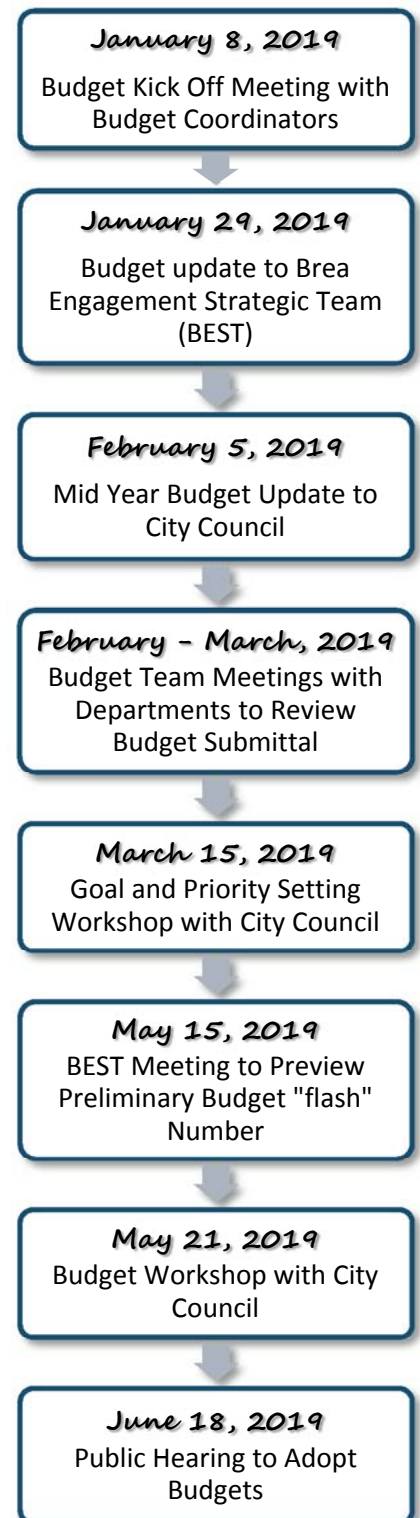 January 8, 2019
Budget Kick Off Meeting with
Budget Coordinators
January 29, 2019
Budget update to Brea
Engagement Strategic Team
(BEST)
February 5, 2019
Mid Year Budget Update to
City Council
February - March, 2019
Budget Team Meetings with
Departments to Review
Budget Submittal
March 15, 2019
Goal and Priority Setting
Workshop with City Council
May 15, 2019
BEST Meeting to Preview
Preliminary Budget "flash"
Number
May 21, 2019
Budget Workshop with City
Council
June 18, 2019
Public Hearing to Adopt
Budgets